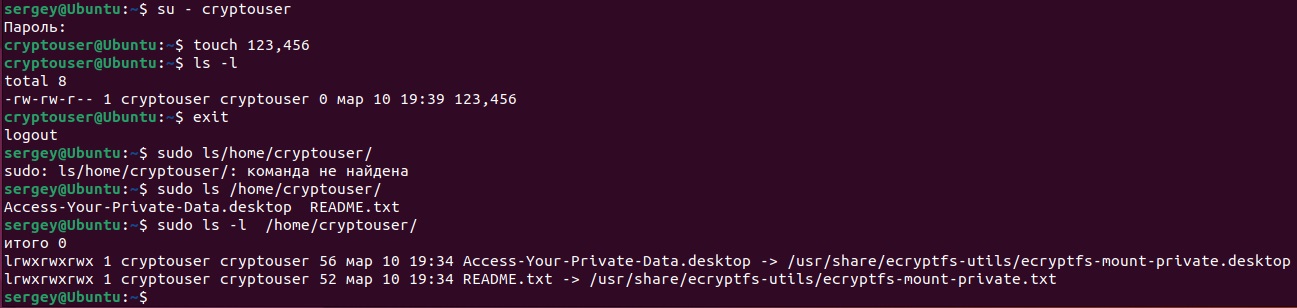 sergey@Ubuntu:~$ su - cryptouser
Пароль:
cryptouser@Ubuntu:~$ touch 123,456
cryptouser@Ubuntu:~$ ls -l
total 8
-rw-rw-r-- 1 cryptouser cryptouser 0 мар 10 19:39 123,456
cryptouser@Ubuntu:~$ exit
logout
sergey@Ubuntu:~$ sudo ls/home/cryptouser/
sudo: ls/home/cryptouser/: команда не найдена
sergey@Ubuntu:~$ sudo ls /home/cryptouser/
Access-Your-Private-Data.desktop  README.txt
sergey@Ubuntu:~$ sudo ls -l  /home/cryptouser/
итого 0
lrwxrwxrwx 1 cryptouser cryptouser 56 мар 10 19:34 Access-Your-Private-Data.desktop -> /usr/share/ecryptfs-utils/ecryptfs-mount-private.desktop
lrwxrwxrwx 1 cryptouser cryptouser 52 мар 10 19:34 README.txt -> /usr/share/ecryptfs-utils/ecryptfs-mount-private.txt
sergey@Ubuntu:~$